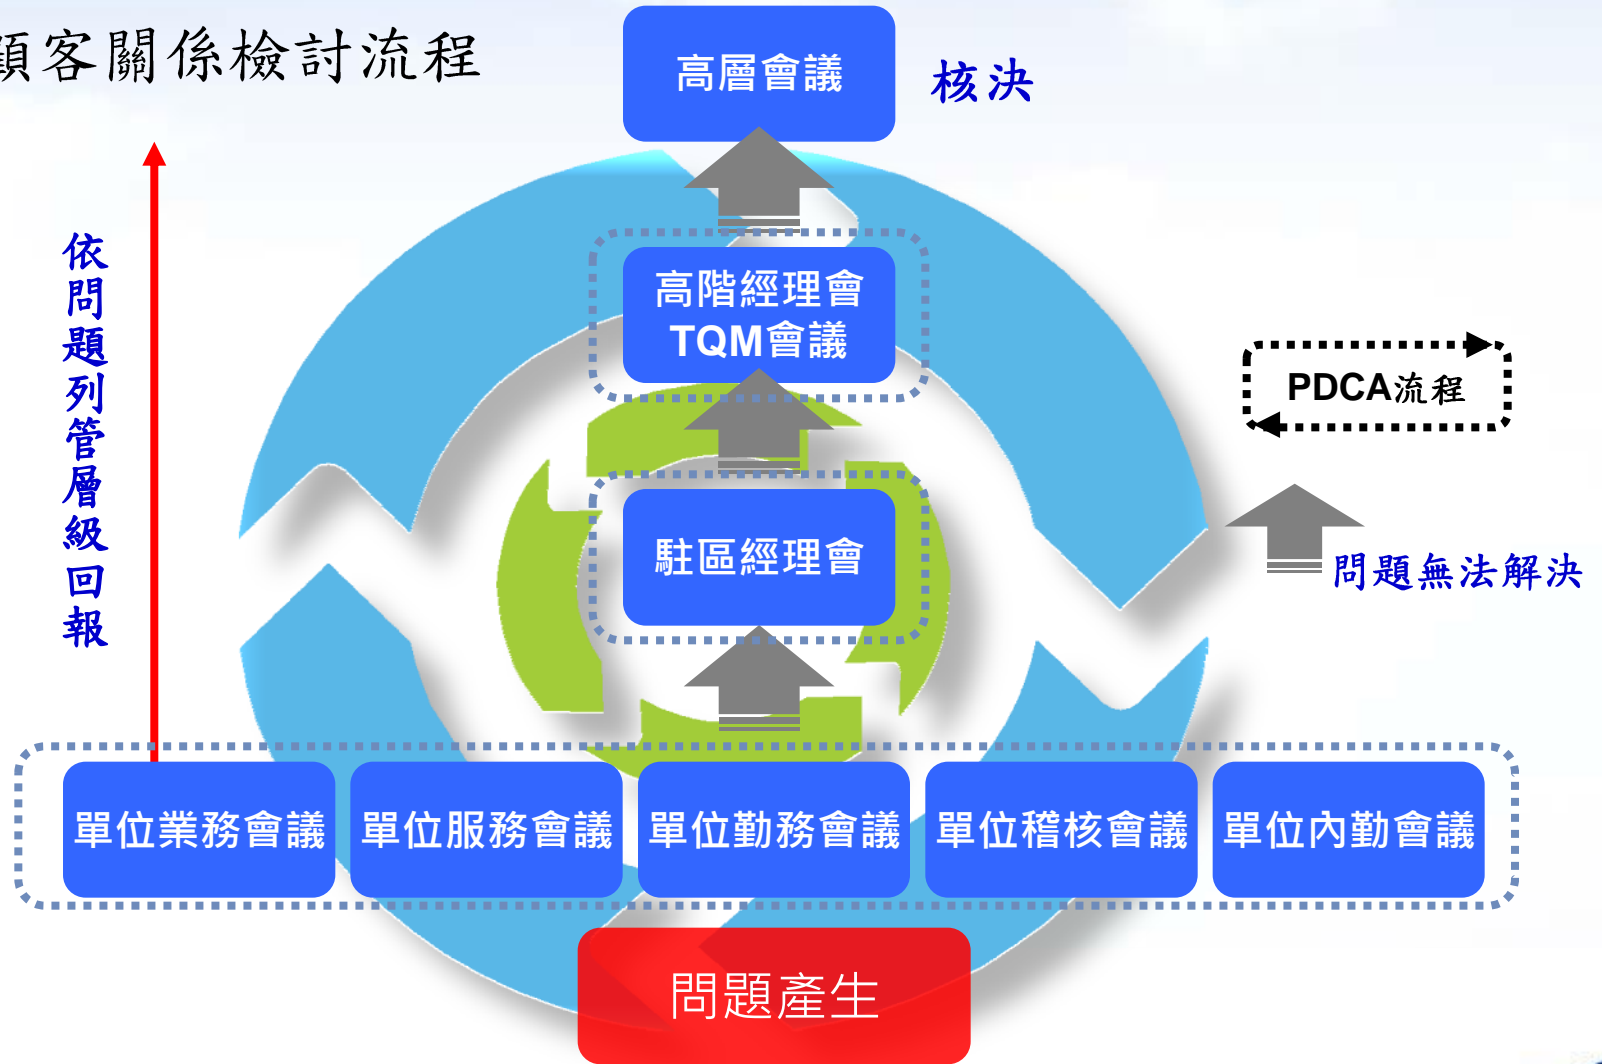 顧客關係檢討流程
高層會議
核決
依問題列管層級回報
高階經理會
TQM會議
PDCA流程
駐區經理會
問題無法解決
單位業務會議
單位服務會議
單位勤務會議
單位稽核會議
單位內勤會議
問題產生